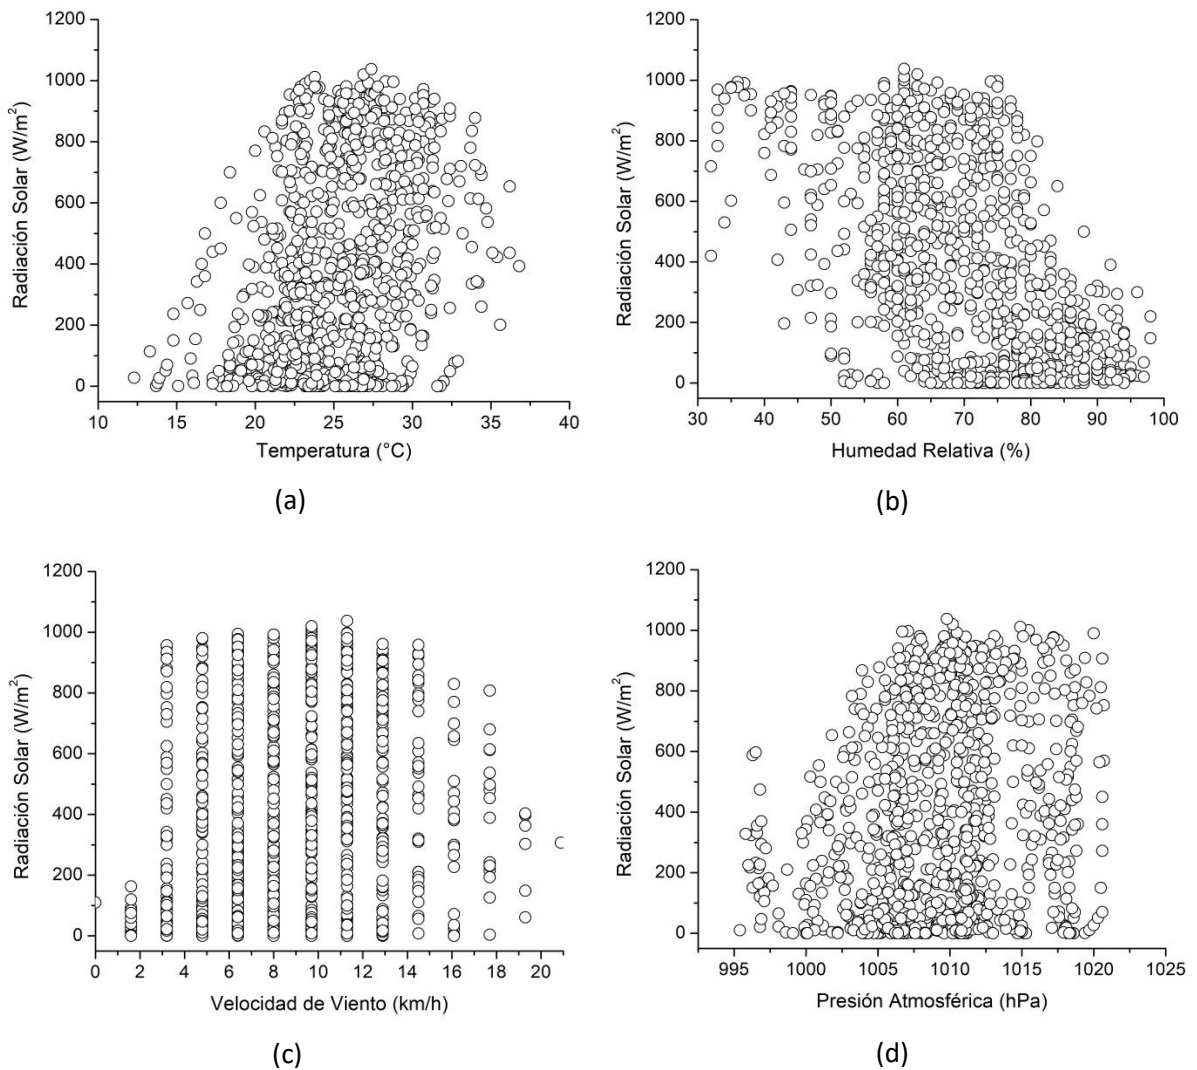 1200
1000
800
600
400
200
0
Radiación Solar (W/m²)
10 15 20 25 30 35 40
Temperatura (°C)
(a)
1200
1000
800
600
400
200
0
Radiación Solar (W/m²)
30 40 50 60 70 80 90 100
Humedad Relativa (%)
(b)
1200
1000
800
600
400
200
0
Radiación Solar (W/m²)
0 2 4 6 8 10 12 14 16 18 20
Velocidad de Viento (km/h)
(c)
1200
1000
800
600
400
200
0
Radiación Solar (W/m²)
995 1000 1005 1010 1015 1020 1025
Presión Atmosférica (hPa)
(d)